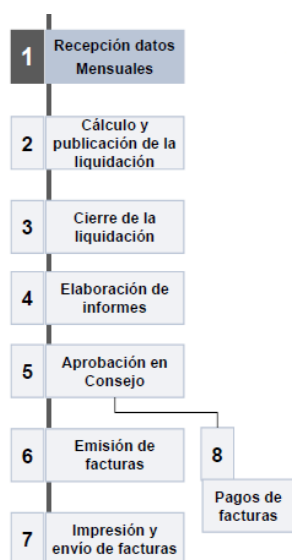 1
Recepción datos
Mensuales
2
Cálculo y
publicación de la
liquidación
3
Cierre de la
liquidación
4
Elaboración de
informes
5
Aprobación en
Consejo
6
Emisión de
facturas
8
Pagos de
facturas
7
Impresión y
envío de facturas